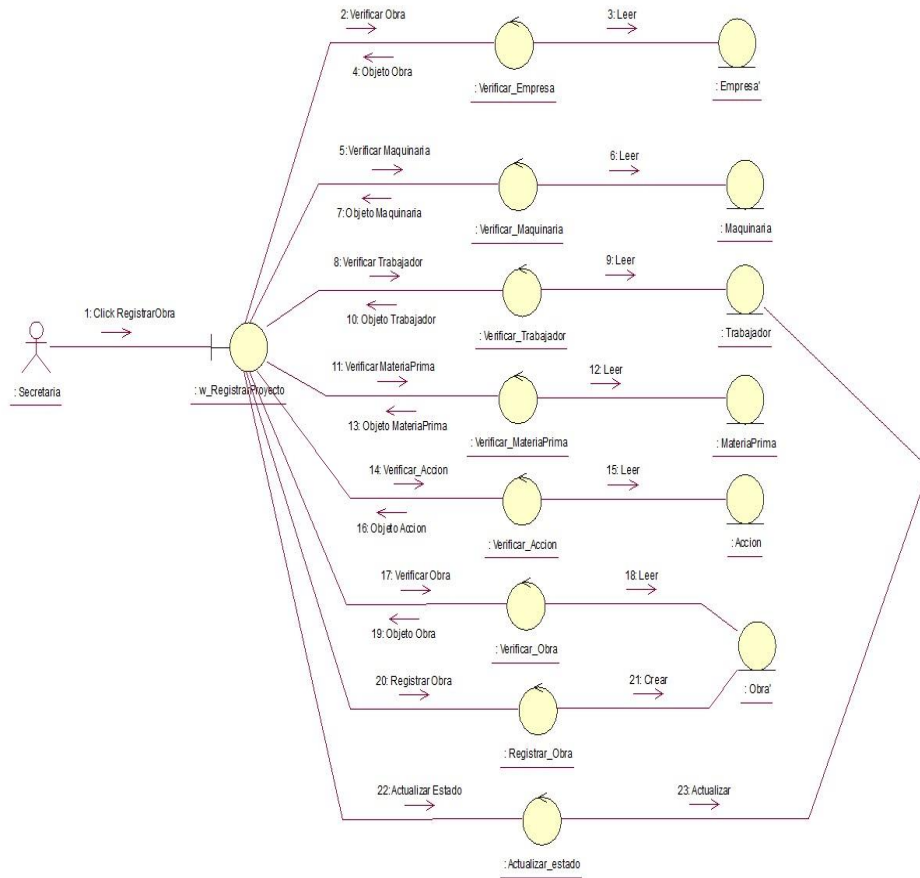 2: Verificar Obra
3: Leer
4: Objeto Obra
: Verificar_Empresa
: Empresa'
5: Verificar Maquinaria
6: Leer
7: Objeto Maquinaria
: Verificar_Maquinaria
: Maquinaria
8: Verificar Trabajador
9: Leer
10: Objeto Trabajador
: Verificar_Trabajador
: Trabajador
1: Click RegistrarObra
: Secretaria
: w_RegistrarProyecto
11: Verificar MateriaPrima
12: Leer
13: Objeto MateriaPrima
: Verificar_MateriaPrima
: MateriaPrima
14: Verificar_Accion
15: Leer
16: Objeto Accion
: Verificar_Accion
: Accion
17: Verificar Obra
18: Leer
19: Objeto Obra
: Verificar_Obra
: Obra'
20: Registrar Obra
21: Crear
: Registrar_Obra
22: Actualizar Estado
23: Actualizar
: Actualizar_estado